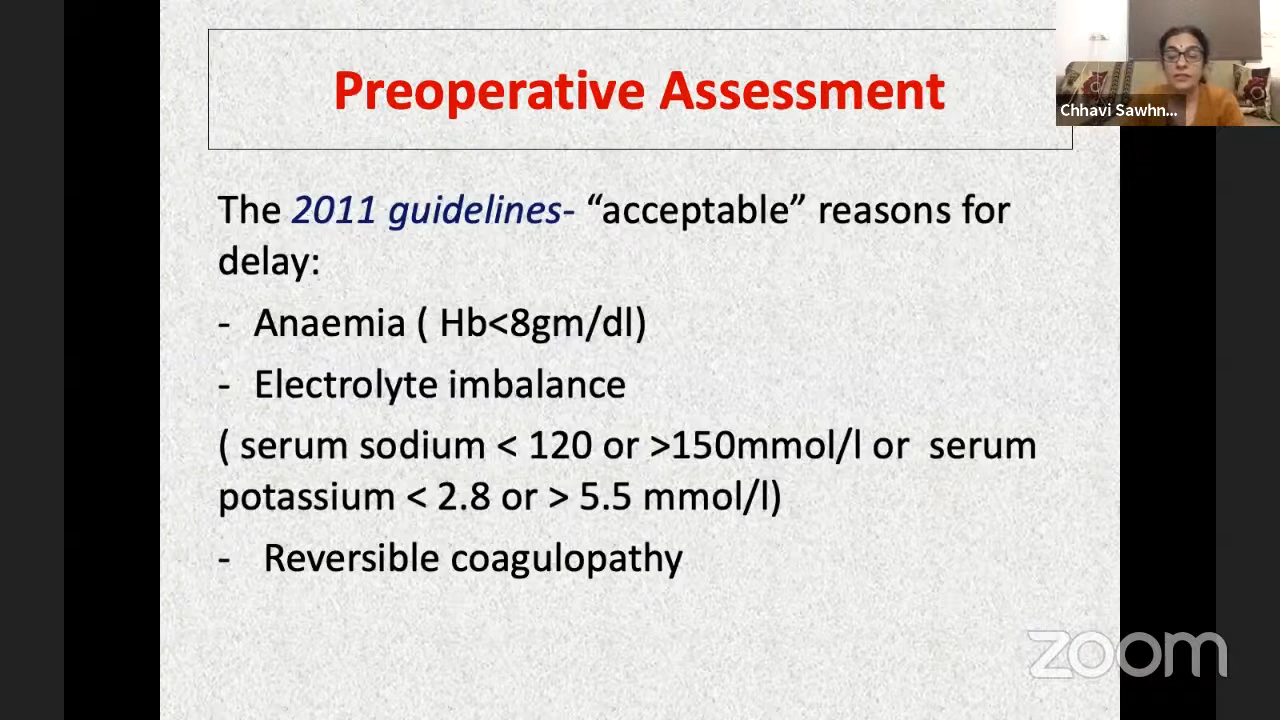 Preoperative Assessment
Chhavi Sawhn...
The 2011 guidelines- “acceptable” reasons for
delay:
- Anaemia ( Hb<8gm/dl)
- Electrolyte imbalance
( serum sodium < 120 or >150mmol/l or serum
potassium < 2.8 or > 5.5 mmol/l)
- Reversible coagulopathy
zoom